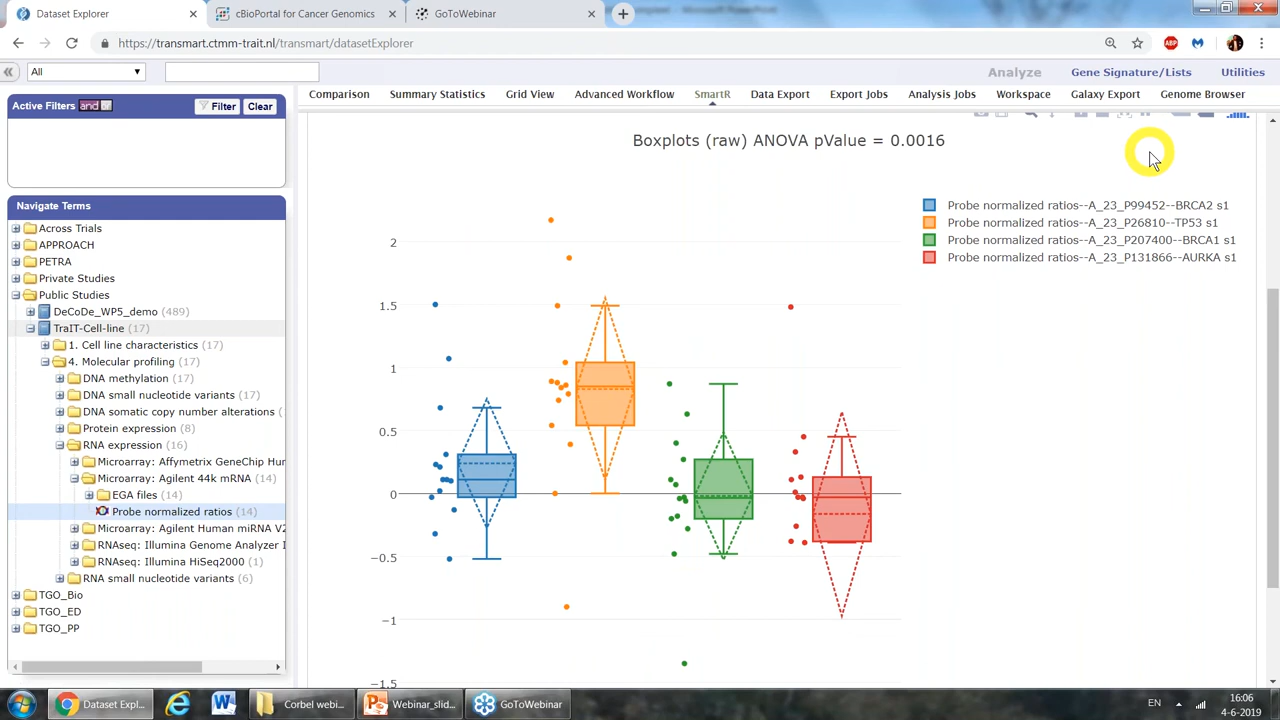 Dataset Explorer
cBioPortal for Cancer Genomics
GoToWebinar
https://transmart.ctmm-trait.nl/transmart/datasetExplorer
ABP
All
Analyze
Gene Signature/Lists
Utilities
Active Filters and or
Filter
Clear
Comparison
Summary Statistics
Grid View
Advanced Workflow
SmartR
Data Export
Export Jobs
Analysis Jobs
Workspace
Galaxy Export
Genome Browser
Navigate Terms
Across Trials
APPROACH
PETRA
Private Studies
Public Studies
DeCoDe_WP5_demo (489)
TraIT-Cell-line (17)
1. Cell line characteristics (17)
4. Molecular profiling (17)
DNA methylation (17)
DNA small nucleotide variants (17)
DNA somatic copy number alterations (
Protein expression (8)
RNA expression (16)
Microarray: Affymetrix GeneChip Hur
Microarray: Agilent 44k mRNA (14)
EGA files (14)
Probe normalized ratios (14)
Microarray: Agilent Human miRNA V2
RNAseq: Illumina Genome Analyzer I
RNAseq: Illumina HiSeq2000 (1)
RNA small nucleotide variants (6)
TGO_Bio
TGO_ED
TGO_PP
Boxplots (raw) ANOVA pValue = 0.0016
Probe normalized ratios--A_23_P99452--BRCA2 s1
Probe normalized ratios--A_23_P26810--TP53 s1
Probe normalized ratios--A_23_P207400--BRCA1 s1
Probe normalized ratios--A_23_P131866--AURKA s1
2
1.5
1
0.5
0
−0.5
−1
−1.5
Dataset Expl...
Corbel webi...
Webinar_slid...
GoToWebinar
EN
16:06
4-6-2019